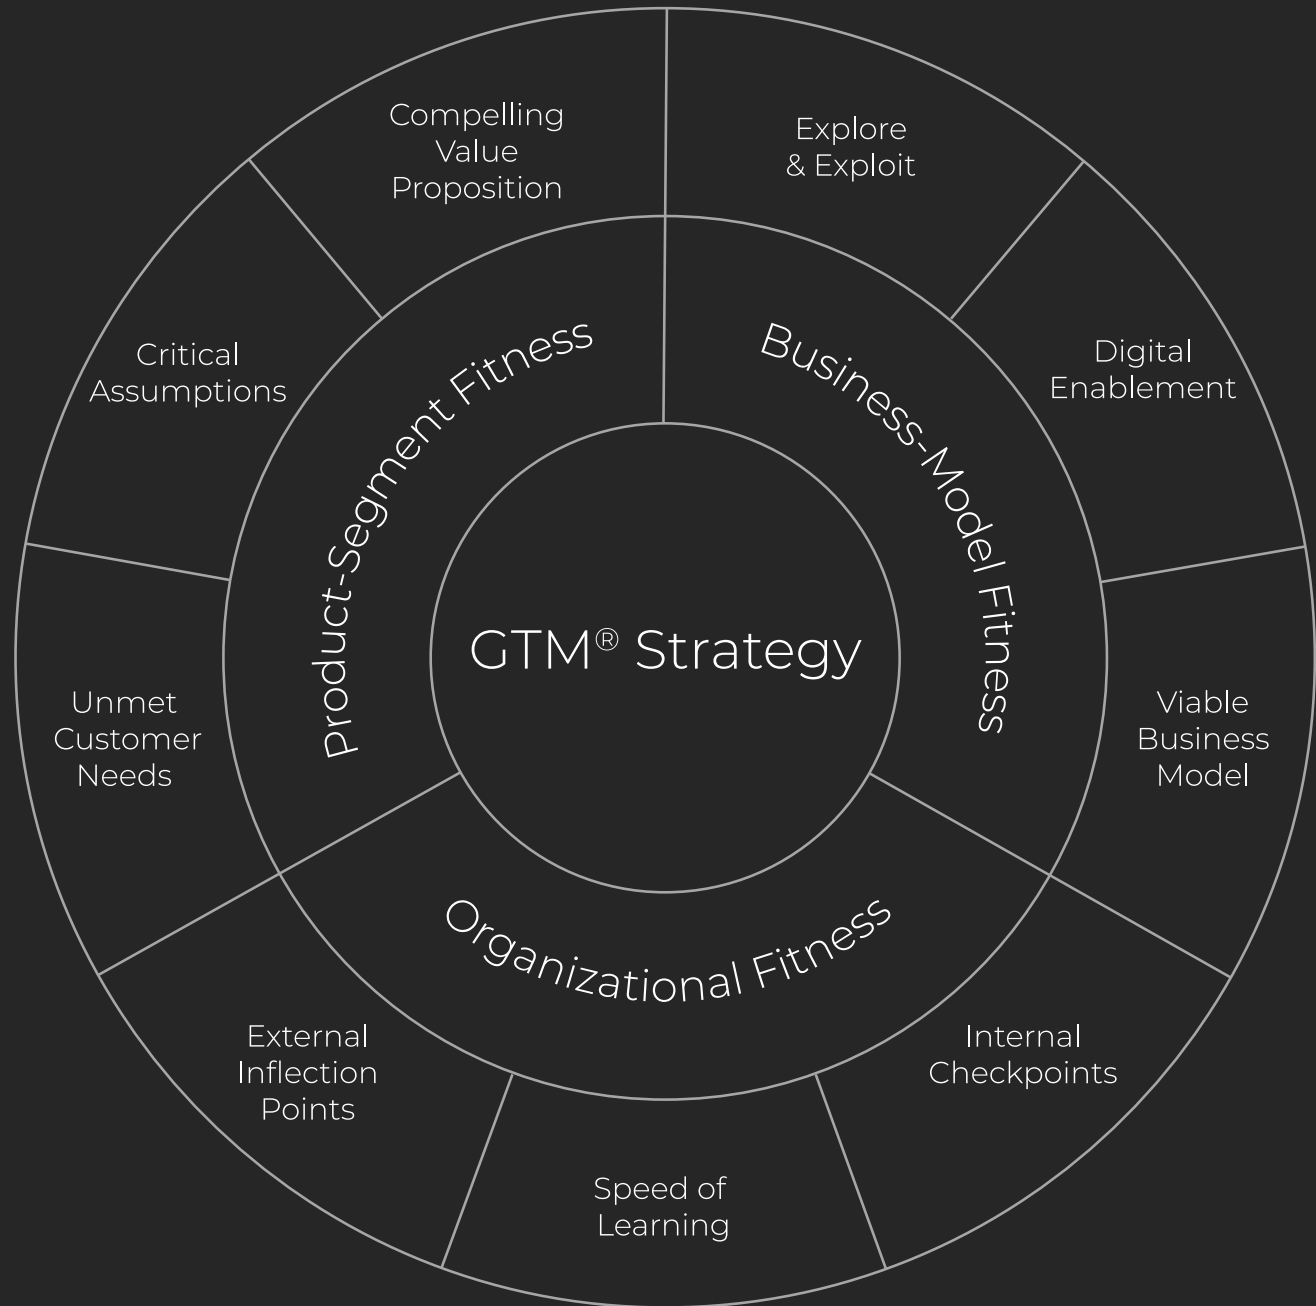 Compelling
Value
Proposition
Explore
& Exploit
Critical
Assumptions
Digital
Enablement
Product-Segment Fitness
Business-Model Fitness
GTM® Strategy
Unmet
Customer
Needs
Viable
Business
Model
Organizational Fitness
External
Inflection
Points
Internal
Checkpoints
Speed of
Learning